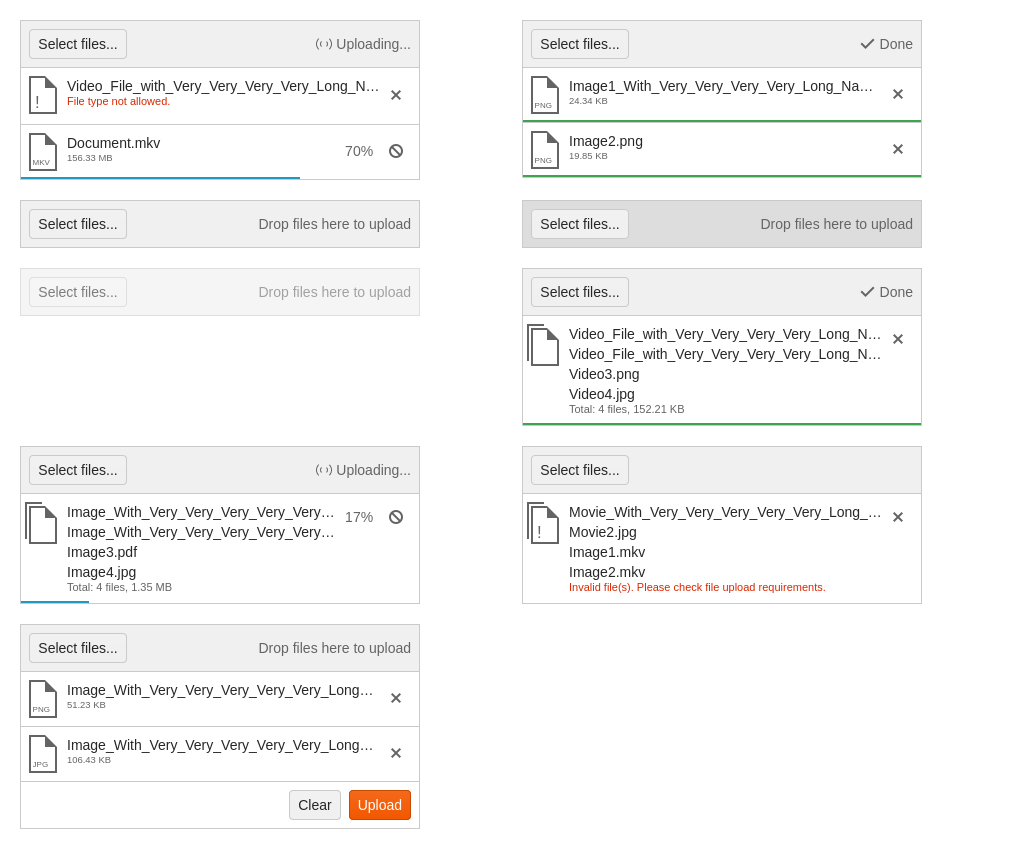 Select files...
Uploading...
Video_File_with_Very_Very_Very_Very_Long_N...
File type not allowed.
!
Document.mkv
156.33 MB
MKV
70%
Select files...
Done
Image1_With_Very_Very_Very_Very_Long_Na...
24.34 KB
PNG
Image2.png
19.85 KB
PNG
Select files...
Drop files here to upload
Select files...
Drop files here to upload
Select files...
Drop files here to upload
Select files...
Done
Video_File_with_Very_Very_Very_Very_Long_N...
Video_File_with_Very_Very_Very_Very_Long_N...
Video3.png
Video4.jpg
Total: 4 files, 152.21 KB
Select files...
Uploading...
Image_With_Very_Very_Very_Very_Very...
17%
Image_With_Very_Very_Very_Very_Very...
Image3.pdf
Image4.jpg
Total: 4 files, 1.35 MB
Select files...
Movie_With_Very_Very_Very_Very_Very_Long_...
!
Movie2.jpg
Image1.mkv
Image2.mkv
Invalid file(s). Please check file upload requirements.
Select files...
Drop files here to upload
Image_With_Very_Very_Very_Very_Very_Long...
51.23 KB
PNG
Image_With_Very_Very_Very_Very_Very_Long...
106.43 KB
JPG
Clear
Upload